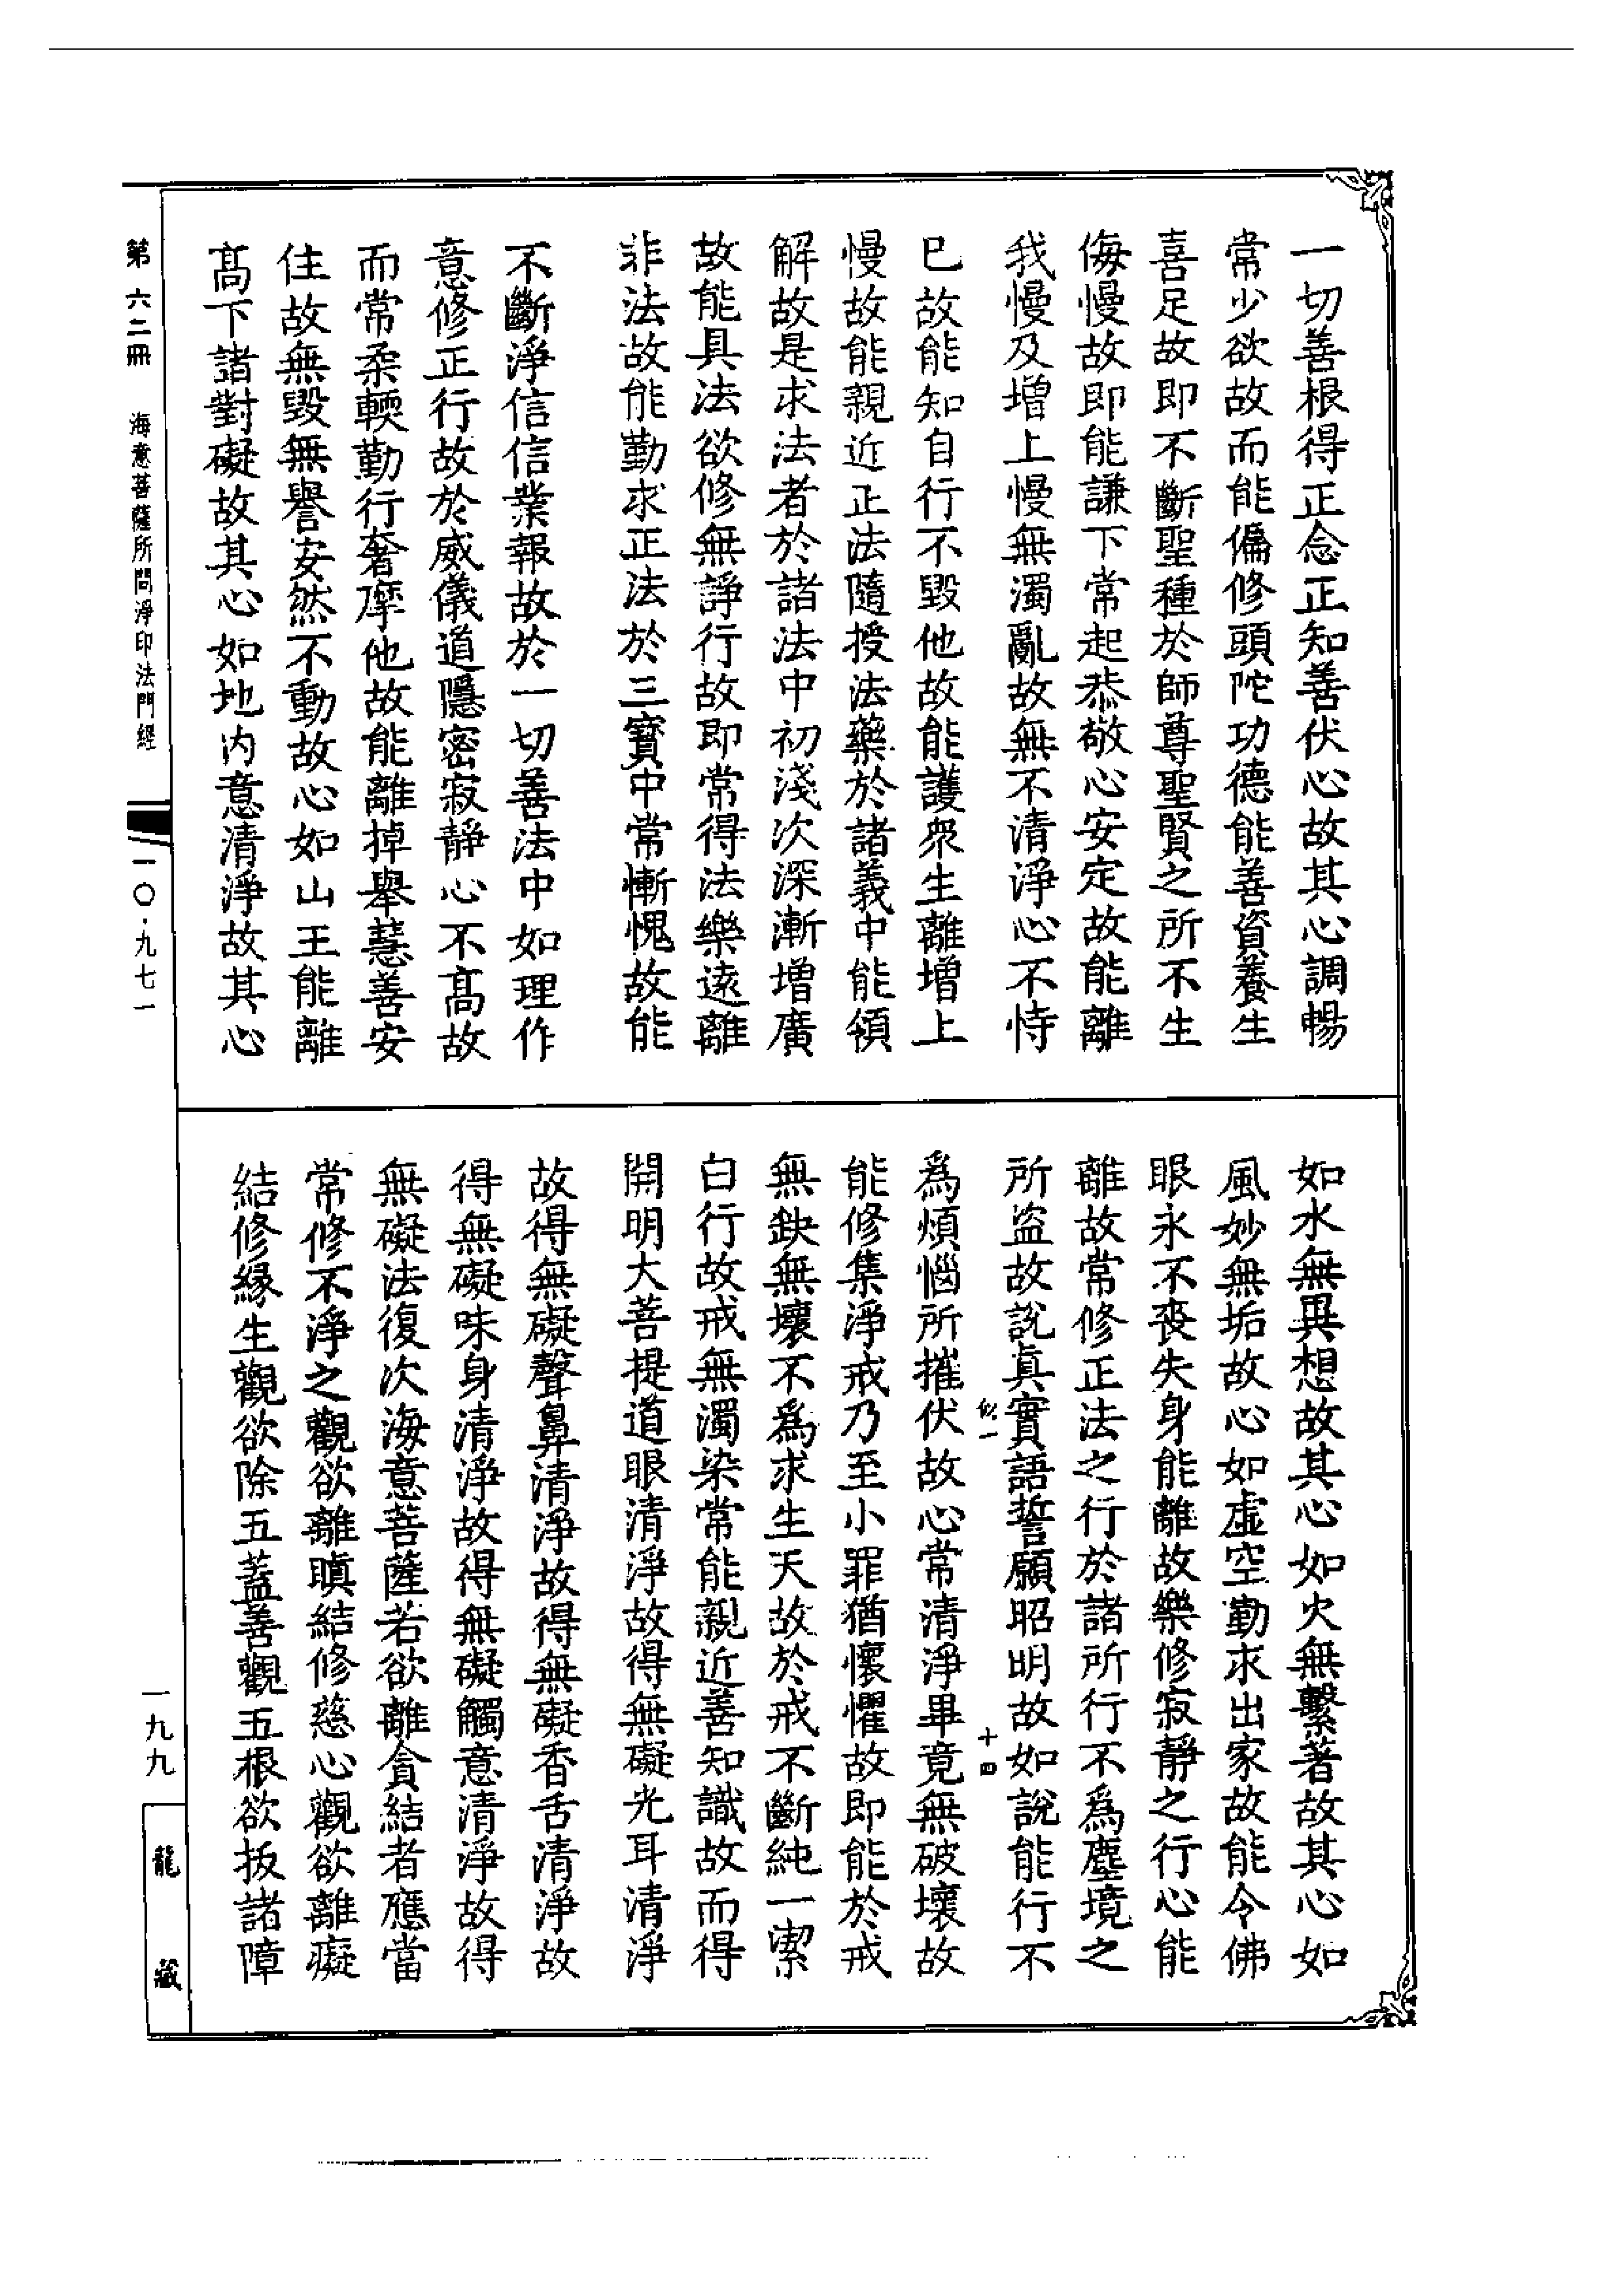 一切善根得正念正知善伏心故其心調暢
常少欲故而能徧修頭陀功德能善資養生
喜足故即不斷聖種於師尊聖賢之所不生
侮慢故即能謙下常起恭敬心安定故能離
我慢及增上慢無濁亂故無不清淨心不恃
已故能知自行不毀他故能護衆生離增上
慢故能親近正法隨授法藥於諸義中能領
解故是求法者於諸法中初淺次深漸增廣
故能具法欲修無諍行故即常得法樂遠離
非法故能勤求正法於三寶中常慚愧故能
不斷淨信信業報故於一切善法中如理作
意修正行故於威儀道隱密寂靜心不髙故
而常柔輭勤行奢摩他故能離掉舉慧善安
住故無毀無譽安然不動故心如山王能離
髙下諸對礙故其心如地内意清淨故其心
如水無異想故其心如火無繫著故其心如
風妙無垢故心如虛空勤求出家故能令佛
眼永不喪失身能離故樂修寂靜之行心能
離故常修正法之行於諸所行不爲塵境之
所盜故說眞實語誓願昭明故如說能行不
爲煩惱所摧伏故心常清淨畢竟無破壞故
能修集淨戒乃至小罪猶懷懼故即能於戒
無鈌無壞不爲求生天故於戒不斷純一潔
白行故戒無濁染常能親近善知識故而得
開明大菩提道眼清淨故得無礙光耳清淨
故得無礙聲鼻清淨故得無礙香舌清淨故
得無礙味身清淨故得無礙觸意清淨故得
無礙法復次海意菩薩若欲離貪結者應當
常修不淨之觀欲離瞋結修慈心觀欲離癡
結修緣生觀欲除五蓋善觀五根欲拔諸障
十四
第六二冊 海意菩薩所問淨印法門經
一〇·九七一
一九九
龍藏